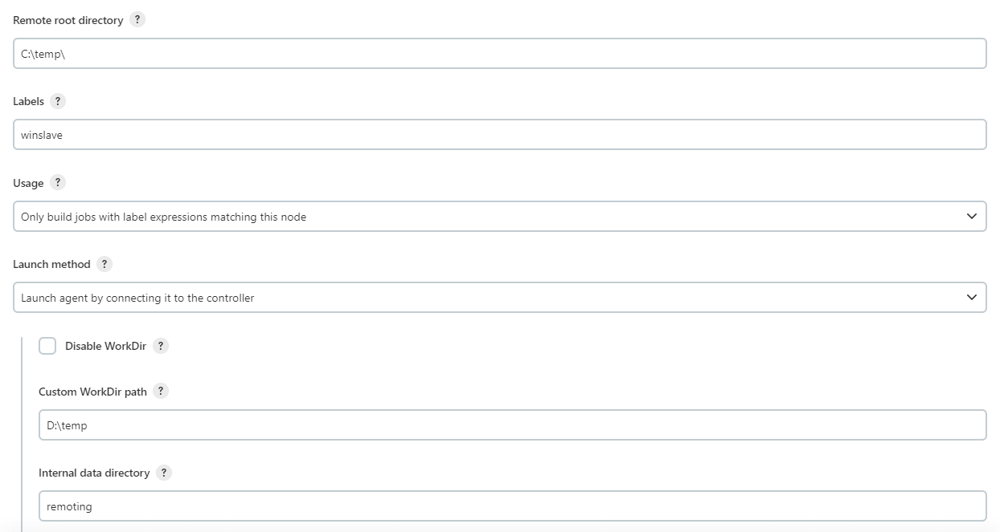 Remote root directory ?
C:\temp\
Labels ?
winslave
Usage ?
Only build jobs with label expressions matching this node
Launch method ?
Launch agent by connecting it to the controller
Disable WorkDir ?
Custom WorkDir path ?
D:\temp
Internal data directory ?
remoting